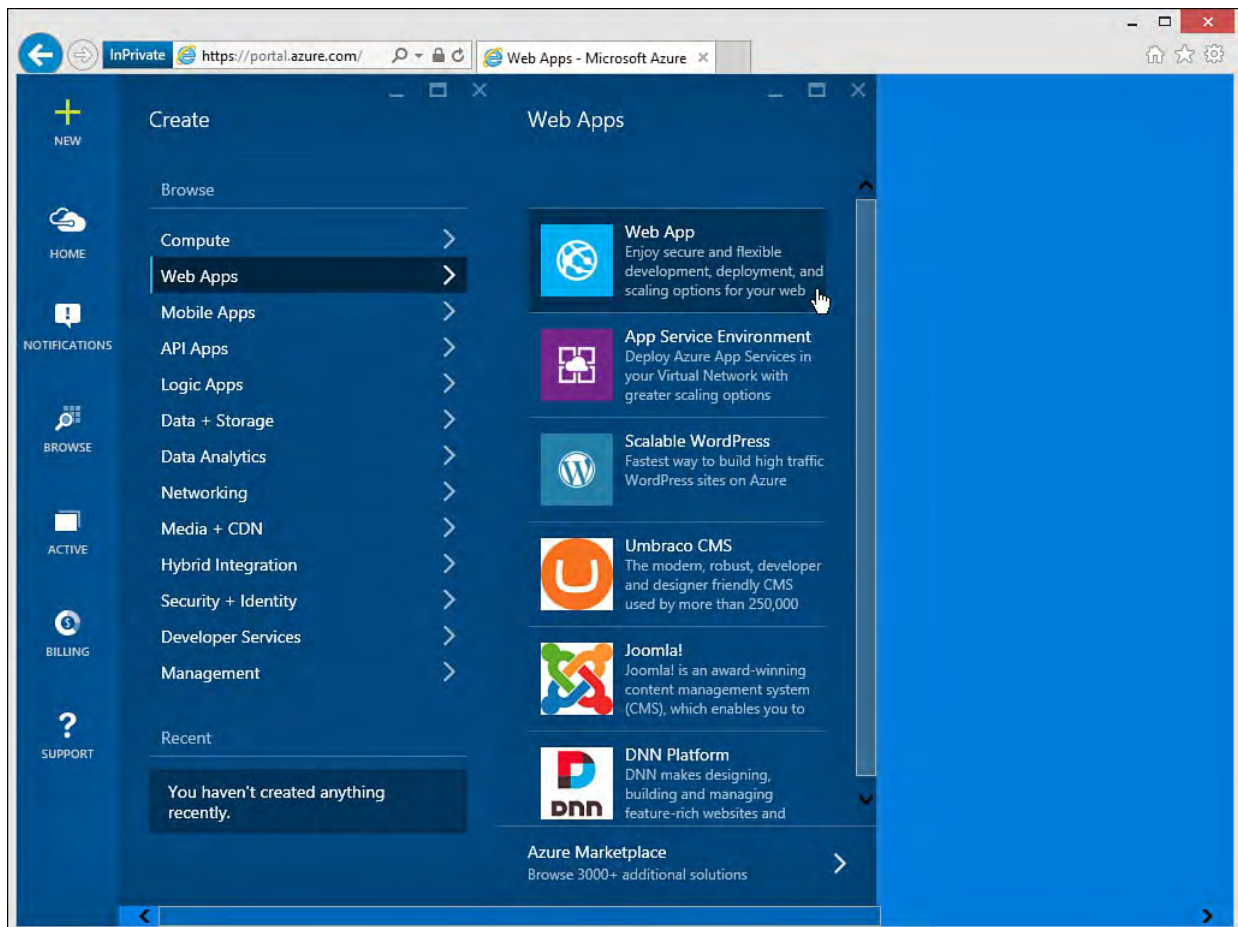 InPrivate
https://portal.azure.com/
Web Apps - Microsoft Azure
NEW
HOME
NOTIFICATIONS
BROWSE
ACTIVE
BILLING
SUPPORT
Create
Browse
Compute
Web Apps
Mobile Apps
API Apps
Logic Apps
Data + Storage
Data Analytics
Networking
Media + CDN
Hybrid Integration
Security + Identity
Developer Services
Management
Recent
You haven't created anything
recently.
Web Apps
Web App
Enjoy secure and flexible
development, deployment, and
scaling options for your web
App Service Environment
Deploy Azure App Services in
your Virtual Network with
greater scaling options
Scalable WordPress
Fastest way to build high traffic
WordPress sites on Azure
Umbraco CMS
The modern, robust, developer
and designer friendly CMS
used by more than 250,000
Joomla!
Joomla! is an award-winning
content management system
(CMS), which enables you to
DNN
DNN Platform
DNN makes designing,
building and managing
feature-rich websites and
Azure Marketplace
Browse 3000+ additional solutions